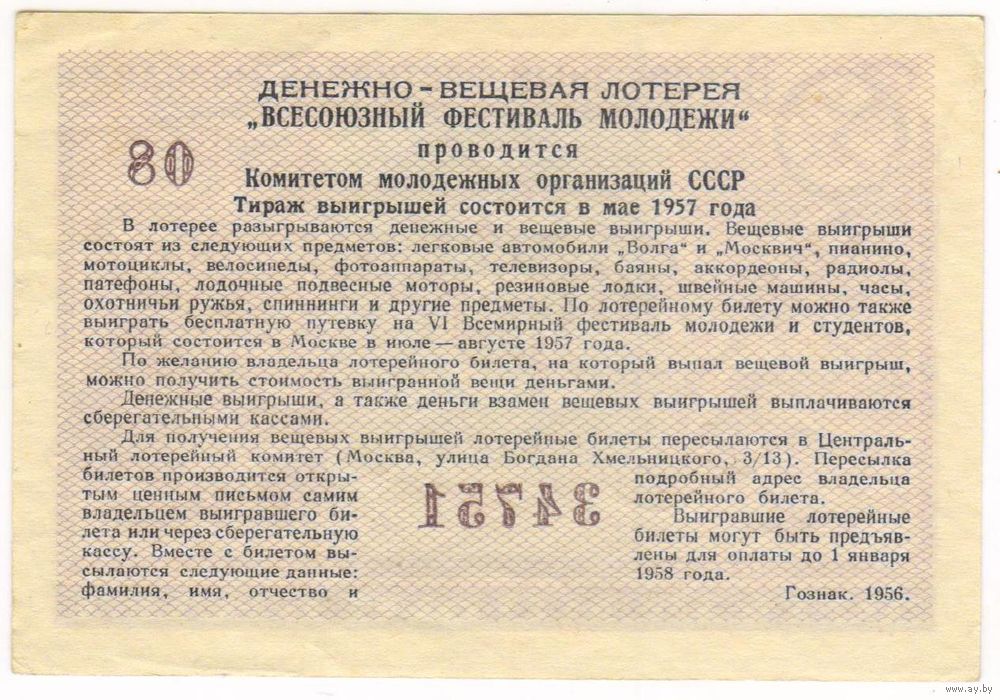 ДЕНЕЖНО - ВЕЩЕВАЯ ЛОТЕРЕЯ
„ВСЕСОЮЗНЫЙ ФЕСТИВАЛЬ МОЛОДЕЖИ“
проводится
80
Комитетом молодежных организаций СССР
Тираж выигрышей состоится в мае 1957 года
В лотерее разыгрываются денежные и вещевые выигрыши. Вещевые выигрыши
состоят из следующих предметов: легковые автомобили „Волга“ и „Москвич“, пианино,
мотоциклы, велосипеды, фотоаппараты, телевизоры, баяны, аккордеоны, радиолы,
патефоны, лодочные подвесные моторы, резиновые лодки, швейные машины, часы,
охотничьи ружья, спиннинги и другие предметы. По лотерейному билету можно также
выиграть бесплатную путевку на VI Всемирный фестиваль молодежи и студентов,
который состоится в Москве в июле — августе 1957 года.
По желанию владельца лотерейного билета, на который выпал вещевой выигрыш,
можно получить стоимость выигранной вещи деньгами.
Денежные выигрыши, а также деньги взамен вещевых выигрышей выплачиваются
сберегательными кассами.
Для получения вещевых выигрышей лотерейные билеты пересылаются в Централь-
ный лотерейный комитет (Москва, улица Богдана Хмельницкого, 3/13). Пересылка
билетов производится откры-
тым ценным письмом самим
владельцем выигравшего би-
лета или через сберегательную
кассу. Вместе с билетом вы-
сылаются следующие данные:
фамилия, имя, отчество и
34751
подробный адрес владельца
лотерейного билета.
Выигравшие лотерейные
билеты могут быть предъяв-
лены для оплаты до 1 января
1958 года.
Гознак. 1956.
www.ay.by